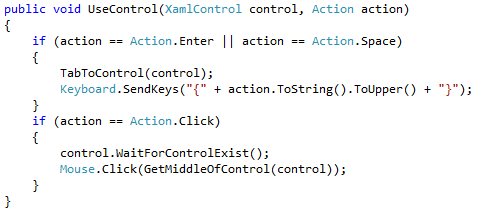 public void UseControl(XamlControl control, Action action)
{
    if (action == Action.Enter || action == Action.Space)
    {
        TabToControl(control);
        Keyboard.SendKeys("{" + action.ToString().ToUpper() + "}");
    }
    if (action == Action.Click)
    {
        control.WaitForControlExist();
        Mouse.Click(GetMiddleOfControl(control));
    }
}